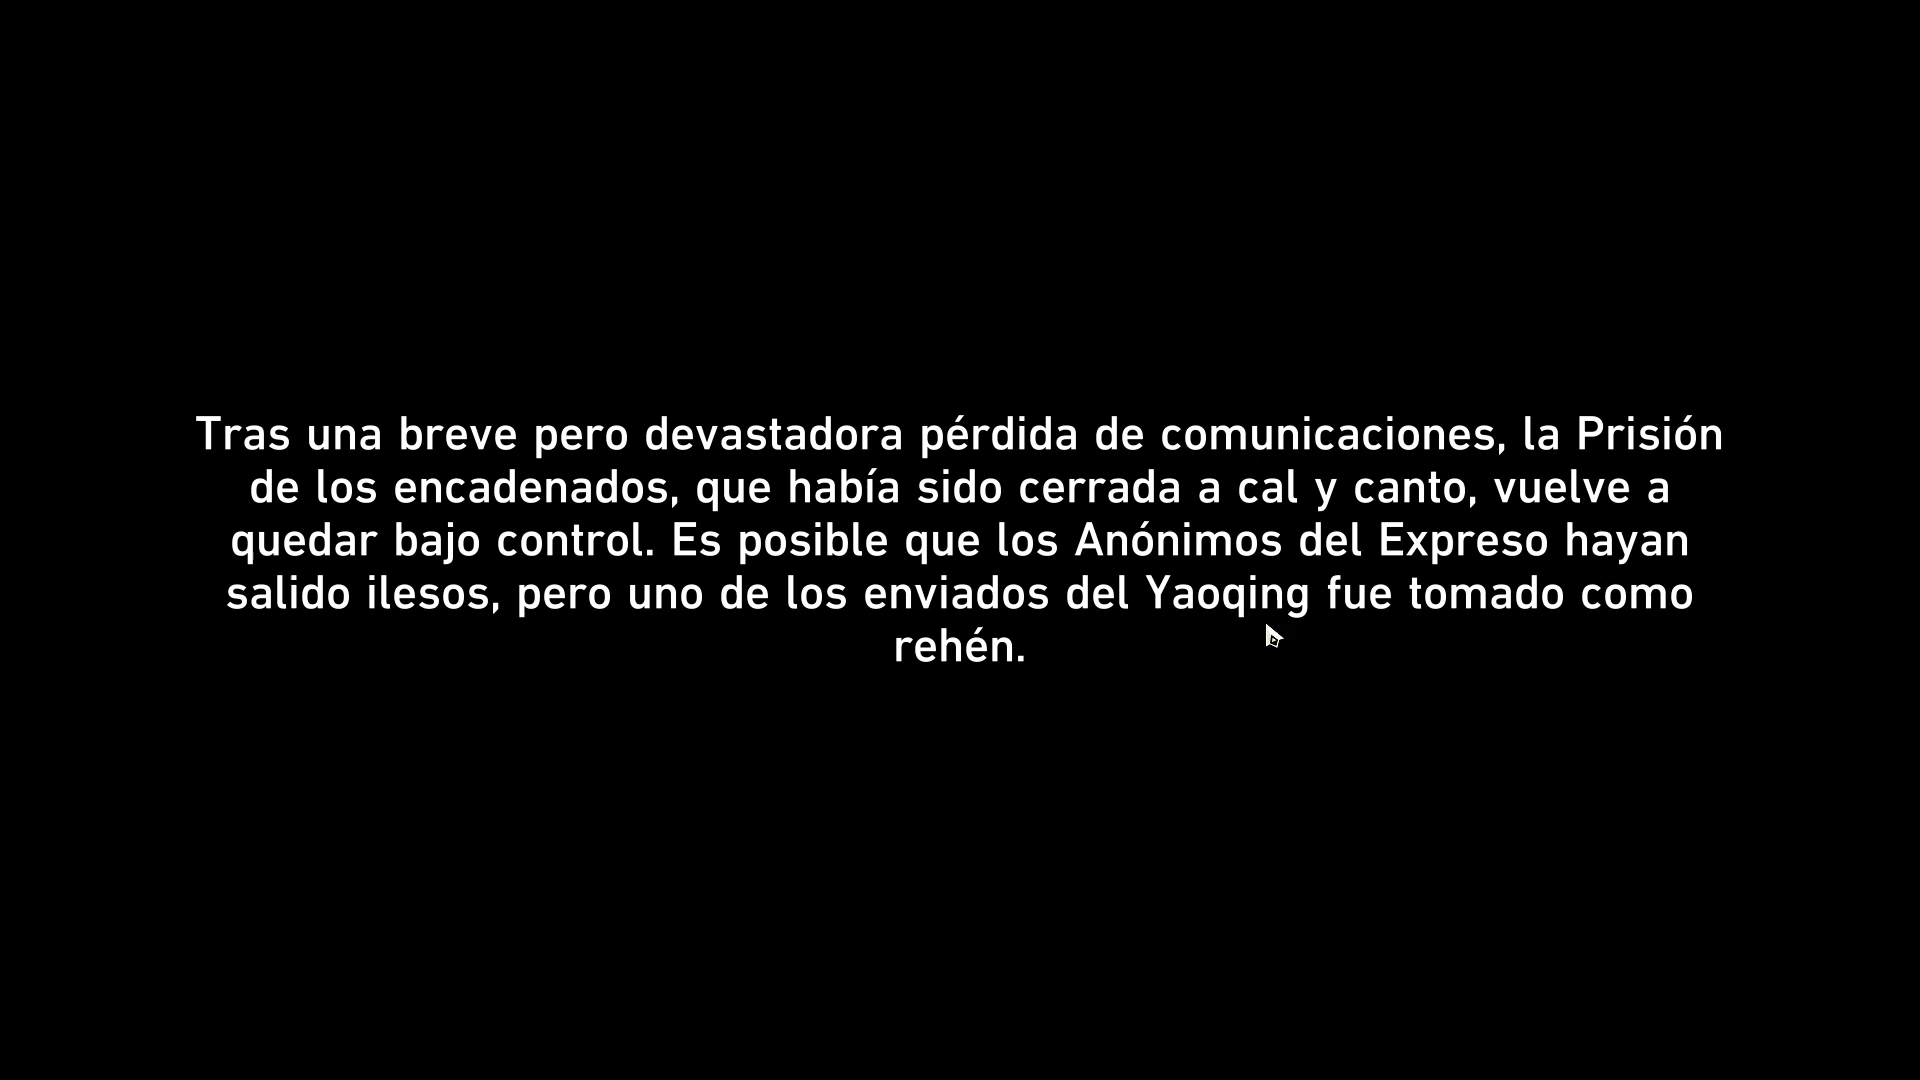 Tras una breve pero devastadora pérdida de comunicaciones, la Prisión
de los encadenados, que había sido cerrada a cal y canto, vuelve a
quedar bajo control. Es posible que los Anónimos del Expreso hayan
salido ilesos, pero uno de los enviados del Yaoqing fue tomado como
rehén.